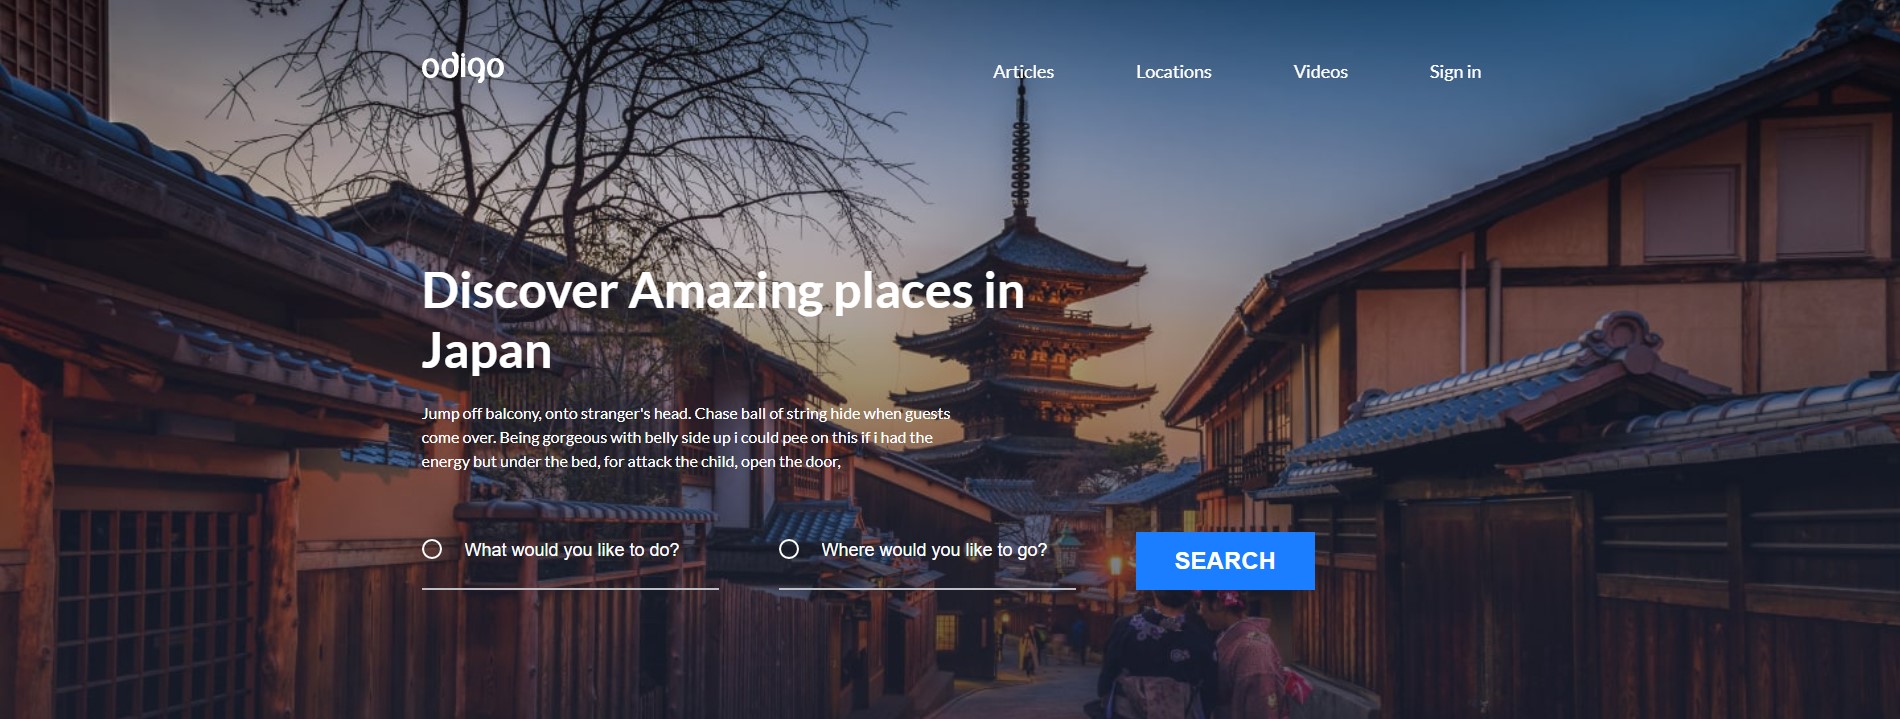 odigo
Articles
Locations
Videos
Sign in
Discover Amazing places in
Japan
Jump off balcony, onto stranger's head. Chase ball of string hide when guests
come over. Being gorgeous with belly side up i could pee on this if i had the
energy but under the bed, for attack the child, open the door,
What would you like to do?
Where would you like to go?
SEARCH